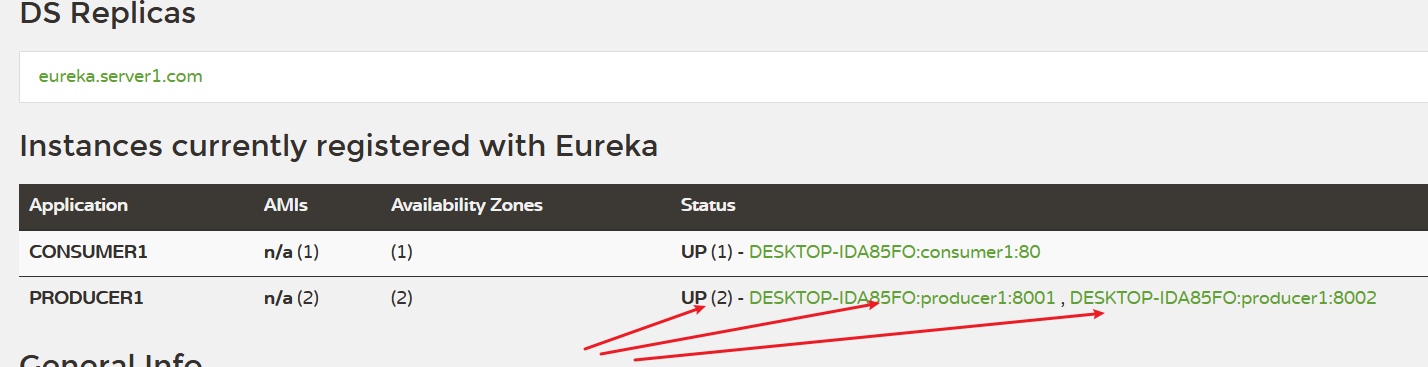 DS Replicas
eureka.server1.com
Instances currently registered with Eureka
Application AMIs Availability Zones Status
CONSUMER1 n/a (1) (1) UP (1) - DESKTOP-IDA85FO:consumer1:80
PRODUCER1 n/a (2) (2) UP (2) - DESKTOP-IDA85FO:producer1:8001 , DESKTOP-IDA85FO:producer1:8002
General Info